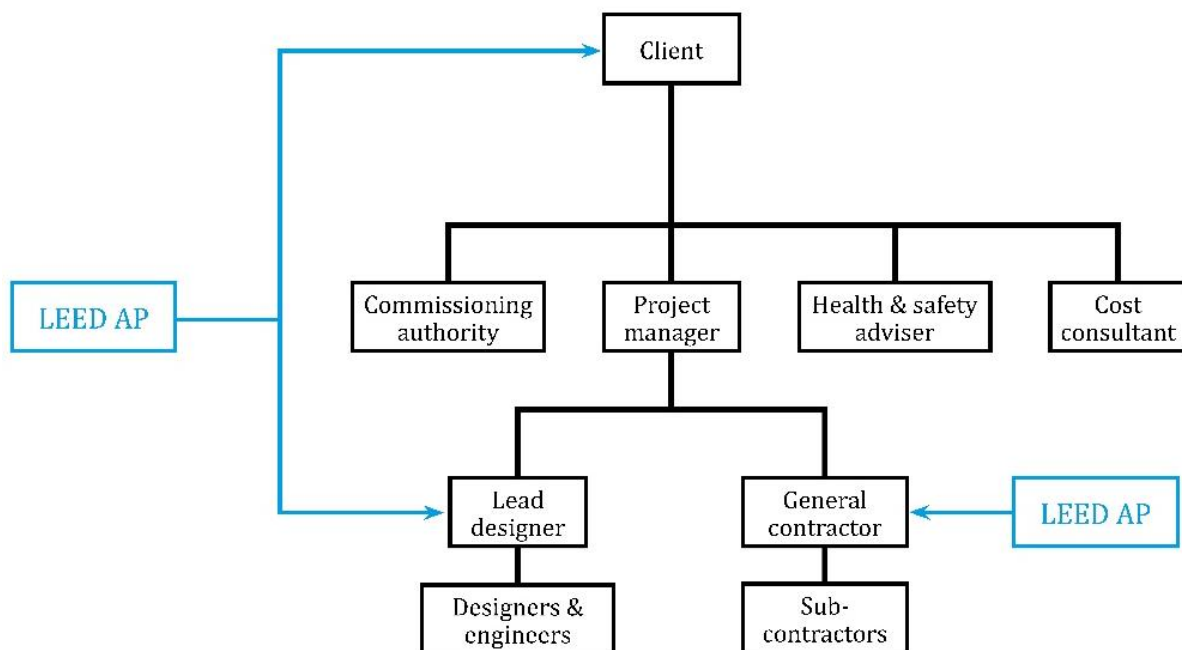 Client
LEED AP
Commissioning
authority
Project
manager
Health & safety
adviser
Cost
consultant
Lead
designer
General
contractor
LEED AP
Designers &
engineers
Sub-
contractors